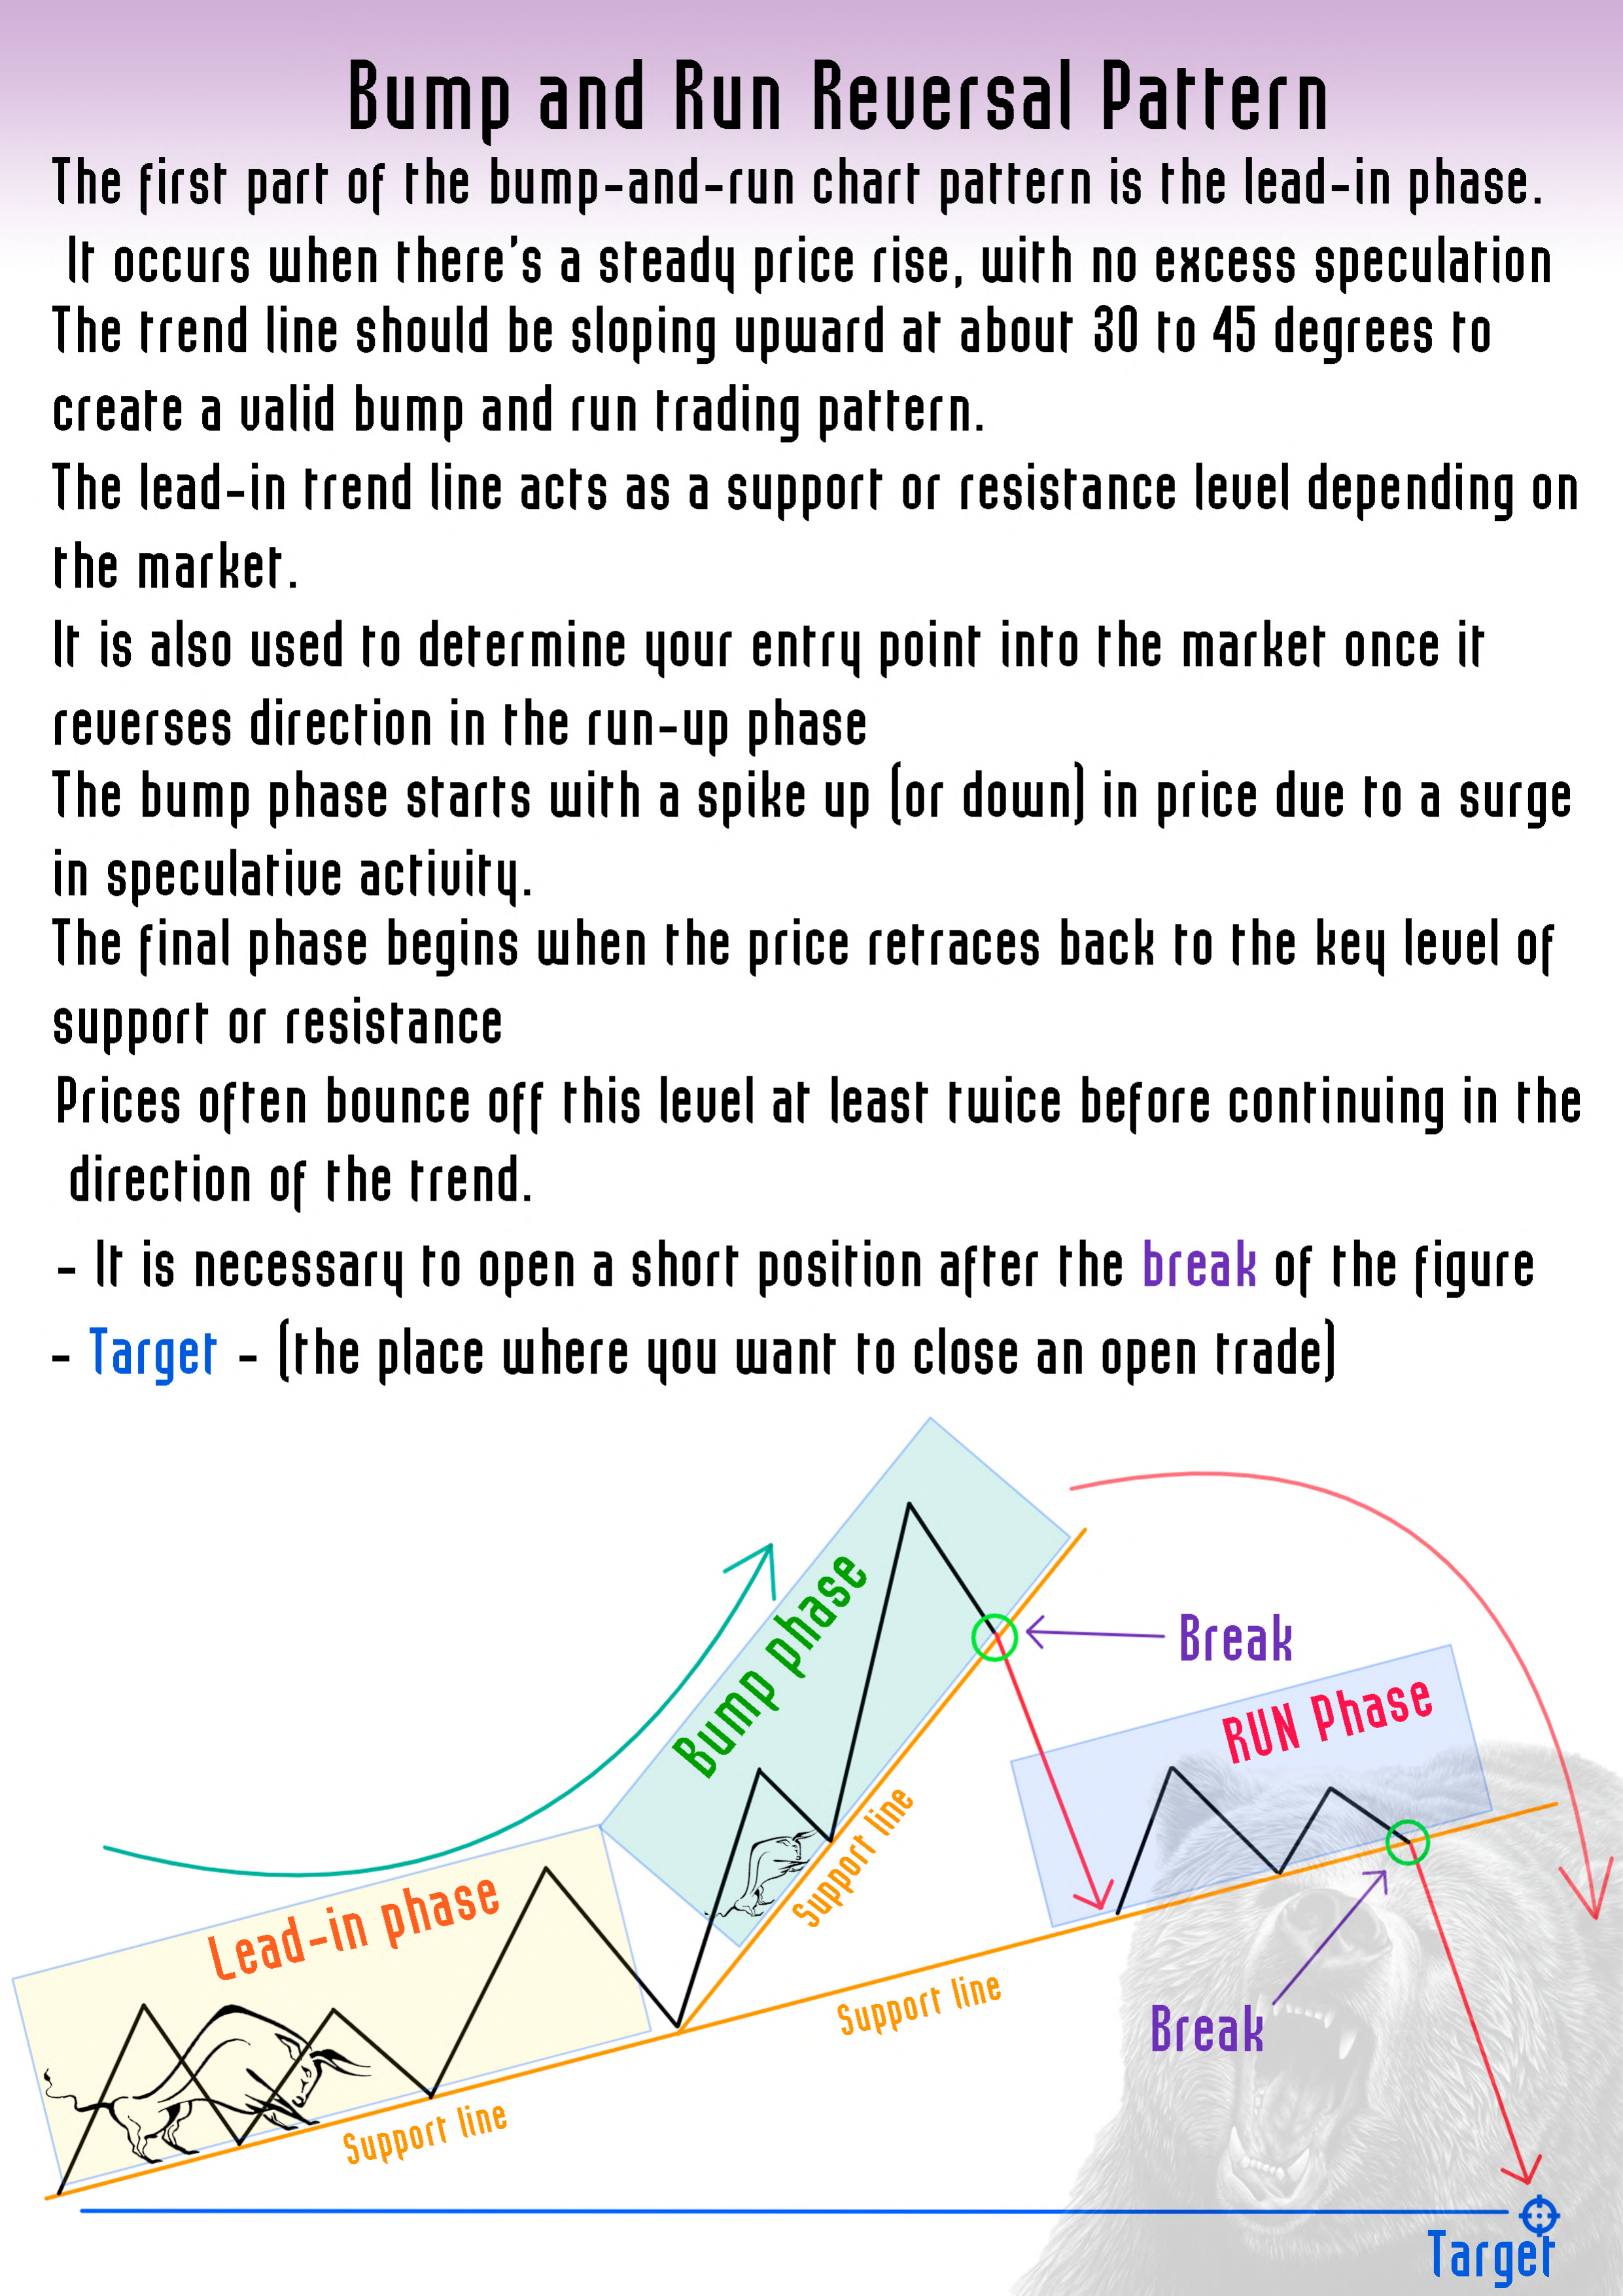 Bump and Run Reversal Pattern
The first part of the bump-and-run chart pattern is the lead-in phase.
It occurs when there's a steady price rise, with no excess speculation
The trend line should be sloping upward at about 30 to 45 degrees to
create a valid bump and run trading pattern.
The lead-in trend line acts as a support or resistance level depending on
the market.
It is also used to determine your entry point into the market once it
reverses direction in the run-up phase
The bump phase starts with a spike up (or down) in price due to a surge
in speculative activity.
The final phase begins when the price retraces back to the key level of
support or resistance
Prices often bounce off this level at least twice before continuing in the
direction of the trend.
- It is necessary to open a short position after the break of the figure
- Target - (the place where you want to close an open trade)
Bump phase
Break
RUN Phase
Support line
Lead-in phase
Support line
Break
Support line
Target